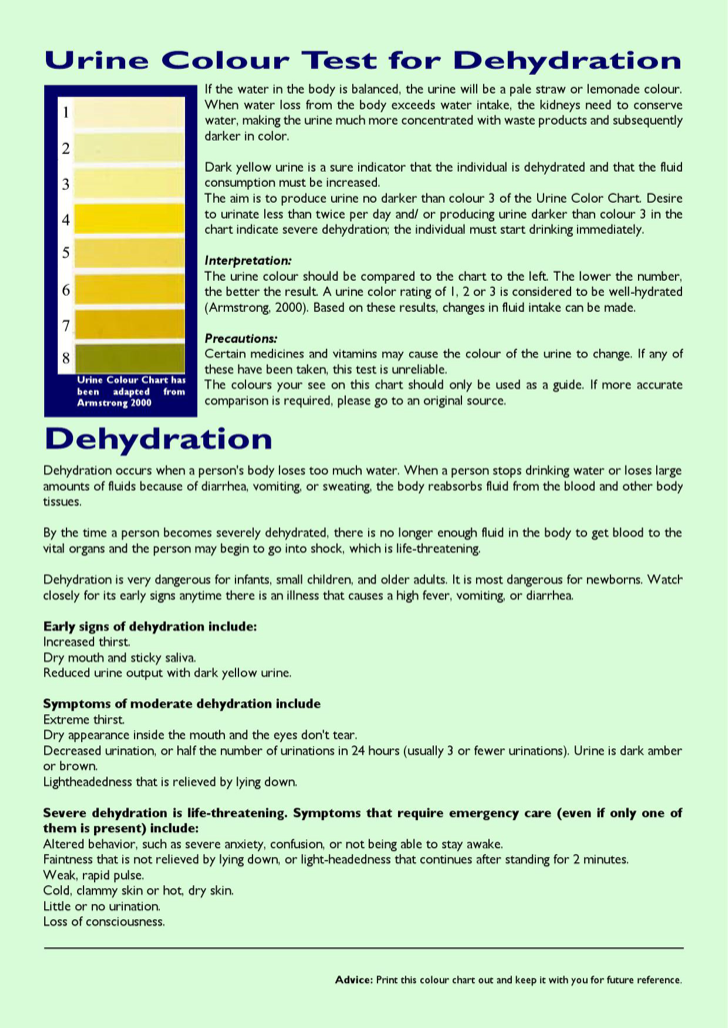 Urine Colour Test for Dehydration
1
2
3
4
5
6
7
8
Urine Colour Chart has
been adapted from
Armstrong 2000
If the water in the body is balanced, the urine will be a pale straw or lemonade colour.
When water loss from the body exceeds water intake, the kidneys need to conserve
water, making the urine much more concentrated with waste products and subsequently
darker in color.
Dark yellow urine is a sure indicator that the individual is dehydrated and that the fluid
consumption must be increased.
The aim is to produce urine no darker than colour 3 of the Urine Color Chart. Desire
to urinate less than twice per day and/ or producing urine darker than colour 3 in the
chart indicate severe dehydration; the individual must start drinking immediately.
Interpretation:
The urine colour should be compared to the chart to the left. The lower the number,
the better the result. A urine color rating of 1, 2 or 3 is considered to be well-hydrated
(Armstrong, 2000). Based on these results, changes in fluid intake can be made.
Precautions:
Certain medicines and vitamins may cause the colour of the urine to change. If any of
these have been taken, this test is unreliable.
The colours your see on this chart should only be used as a guide. If more accurate
comparison is required, please go to an original source.
Dehydration
Dehydration occurs when a person's body loses too much water. When a person stops drinking water or loses large
amounts of fluids because of diarrhea, vomiting, or sweating, the body reabsorbs fluid from the blood and other body
tissues.
By the time a person becomes severely dehydrated, there is no longer enough fluid in the body to get blood to the
vital organs and the person may begin to go into shock, which is life-threatening.
Dehydration is very dangerous for infants, small children, and older adults. It is most dangerous for newborns. Watch
closely for its early signs anytime there is an illness that causes a high fever, vomiting, or diarrhea.
Early signs of dehydration include:
Increased thirst.
Dry mouth and sticky saliva.
Reduced urine output with dark yellow urine.
Symptoms of moderate dehydration include
Extreme thirst.
Dry appearance inside the mouth and the eyes don't tear.
Decreased urination, or half the number of urinations in 24 hours (usually 3 or fewer urinations). Urine is dark amber
or brown.
Lightheadedness that is relieved by lying down.
Severe dehydration is life-threatening. Symptoms that require emergency care (even if only one of
them is present) include:
Altered behavior, such as severe anxiety, confusion, or not being able to stay awake.
Faintness that is not relieved by lying down, or light-headedness that continues after standing for 2 minutes.
Weak, rapid pulse.
Cold, clammy skin or hot, dry skin.
Little or no urination.
Loss of consciousness.
Advice: Print this colour chart out and keep it with you for future reference.